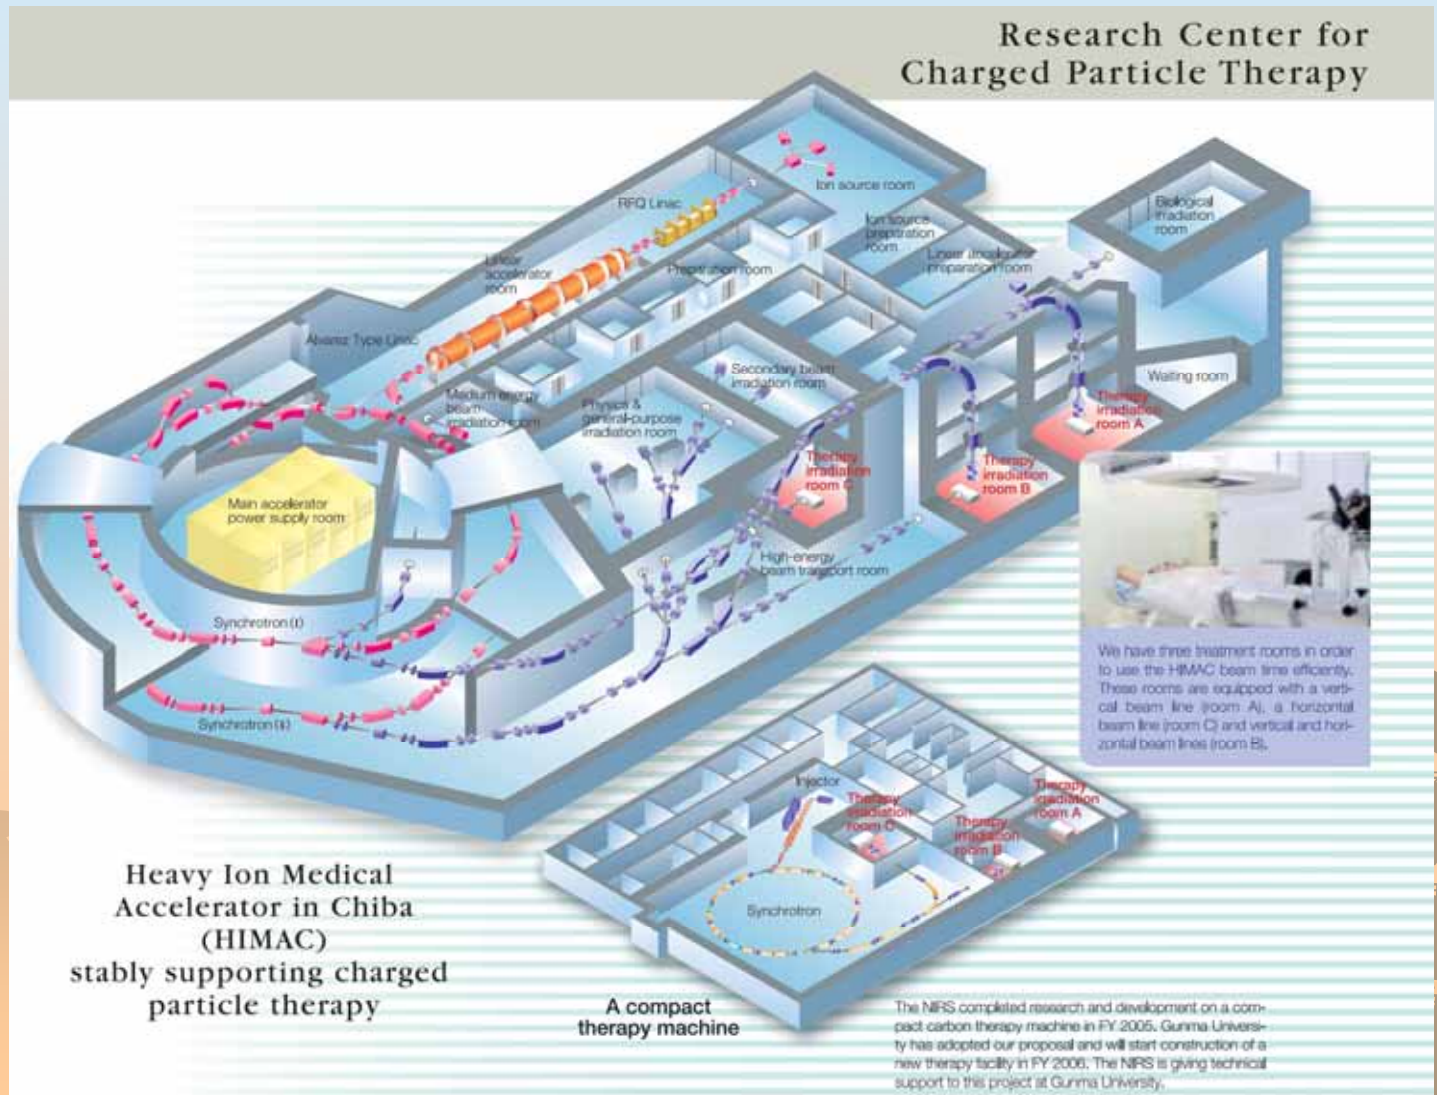 Research Center for
Charged Particle Therapy
Ion source room
RFQ Linac
Biological
irradiation
room
Ion source
preparation
room
Linear accelerator
preparation room
Linear
accelerator
room
Preparation room
Alvarez Type Linac
Secondary beam
irradiation room
Waiting room
Medium energy
beam
irradiation room
Physics &
general-purpose
irradiation room
Therapy
irradiation
room A
Therapy
irradiation
room B
Therapy
irradiation
room C
Main accelerator
power supply room
High-energy
beam transport room
Synchrotron(I)
Synchrotron(II)
We have three treatment rooms in order
to use the HIMAC beam time efficiently.
These rooms are equipped with a verti-
cal beam line (room A), a horizontal
beam line (room C) and vertical and hori-
zontal beam lines (room B).
Injector
Therapy
irradiation
room C
Therapy
irradiation
room B
Therapy
irradiation
room A
Synchrotron
Heavy Ion Medical
Accelerator in Chiba
(HIMAC)
stably supporting charged
particle therapy
A compact
therapy machine
The NIRS completed research and development on a com-
pact carbon therapy machine in FY 2005. Gunma Universi-
ty has adopted our proposal and will start construction of a
new therapy facility in FY 2006. The NIRS is giving technical
support to this project at Gunma University.